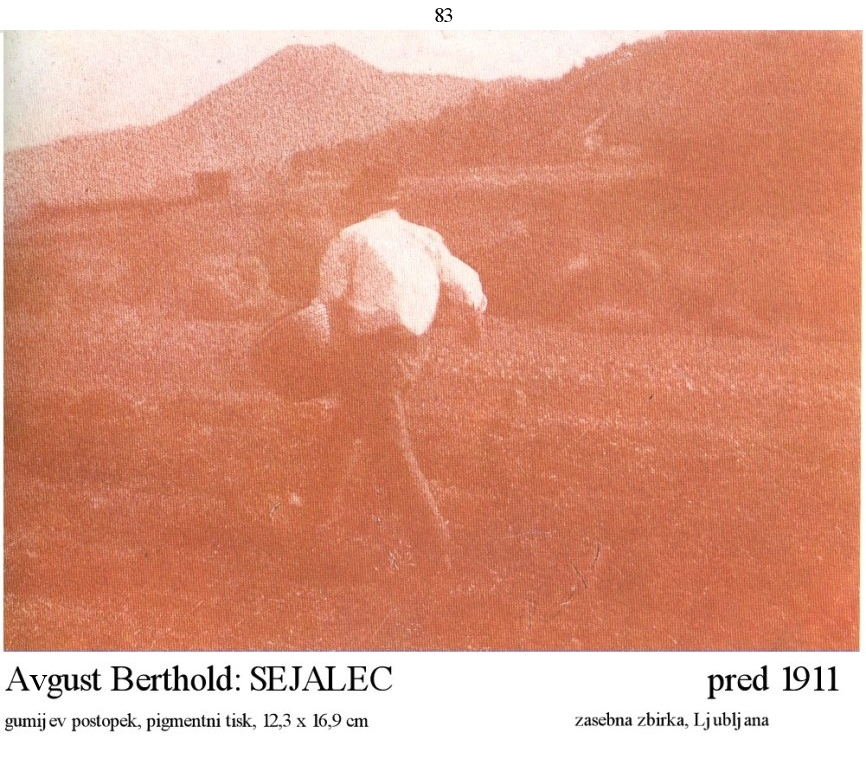 83
Avgust Berthold: SEJALEC pred 1911
gumijev postopek, pigmentni tisk, 12,3 x 16,9 cm zasebna zbirka, Ljubljana